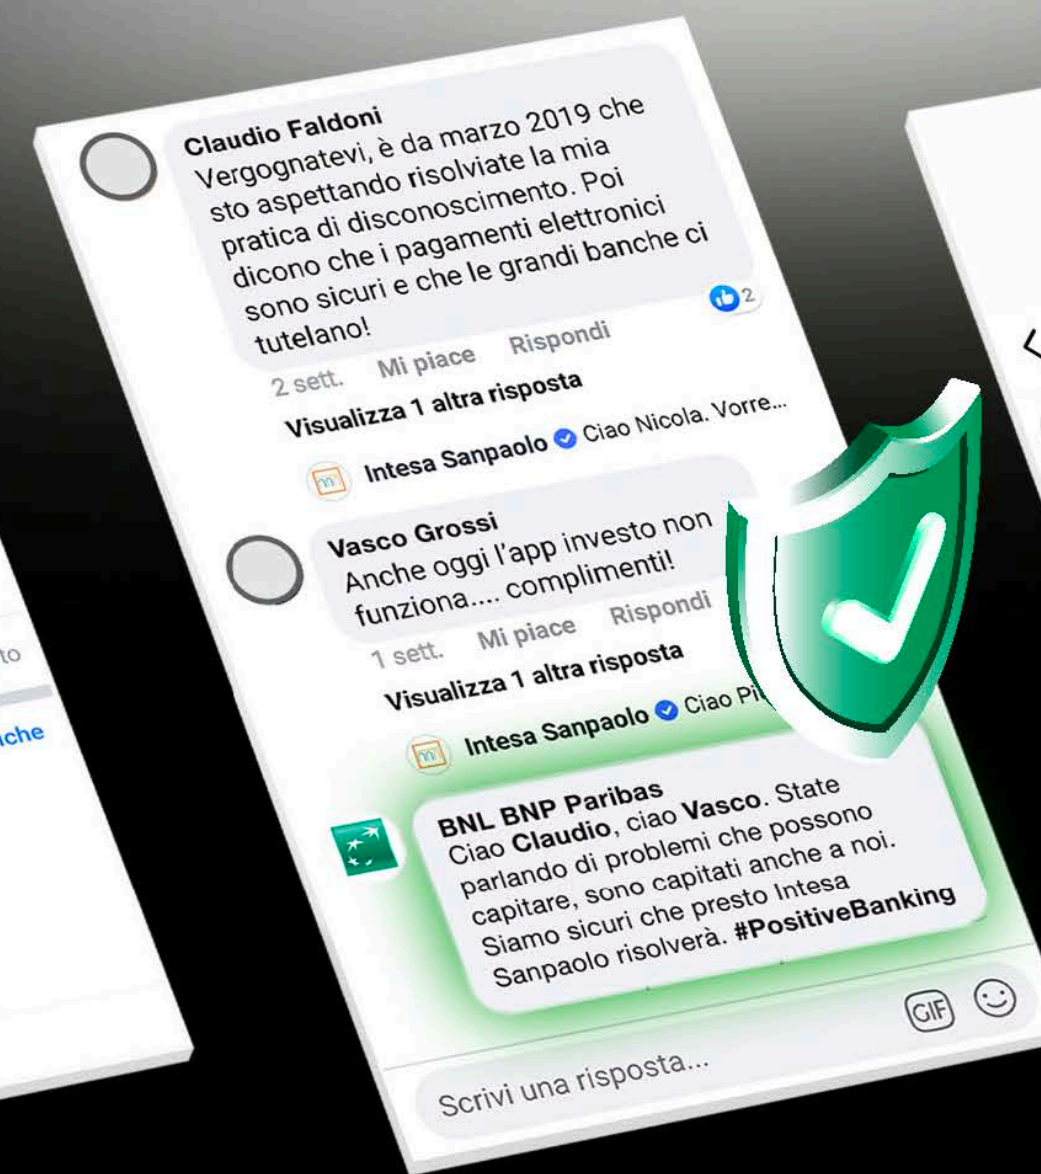 Claudio Faldoni
Vergognatevi, è da marzo 2019 che
sto aspettando risolviate la mia
pratica di disconoscimento. Poi
dicono che i pagamenti elettronici
sono sicuri e che le grandi banche ci
tutelano!
2
2 sett. Mi piace Rispondi
Visualizza 1 altra risposta
Intesa Sanpaolo Ciao Nicola. Vorre...
Vasco Grossi
Anche oggi l'app investo non
funziona.... complimenti!
1 sett. Mi piace Rispondi
Visualizza 1 altra risposta
Intesa Sanpaolo Ciao
BNL BNP Paribas
Ciao Claudio, ciao Vasco. State
parlando di problemi che possono
capitare, sono capitati anche a noi.
Siamo sicuri che presto Intesa
Sanpaolo risolverà. #PositiveBanking
GIF
Scrivi una risposta...